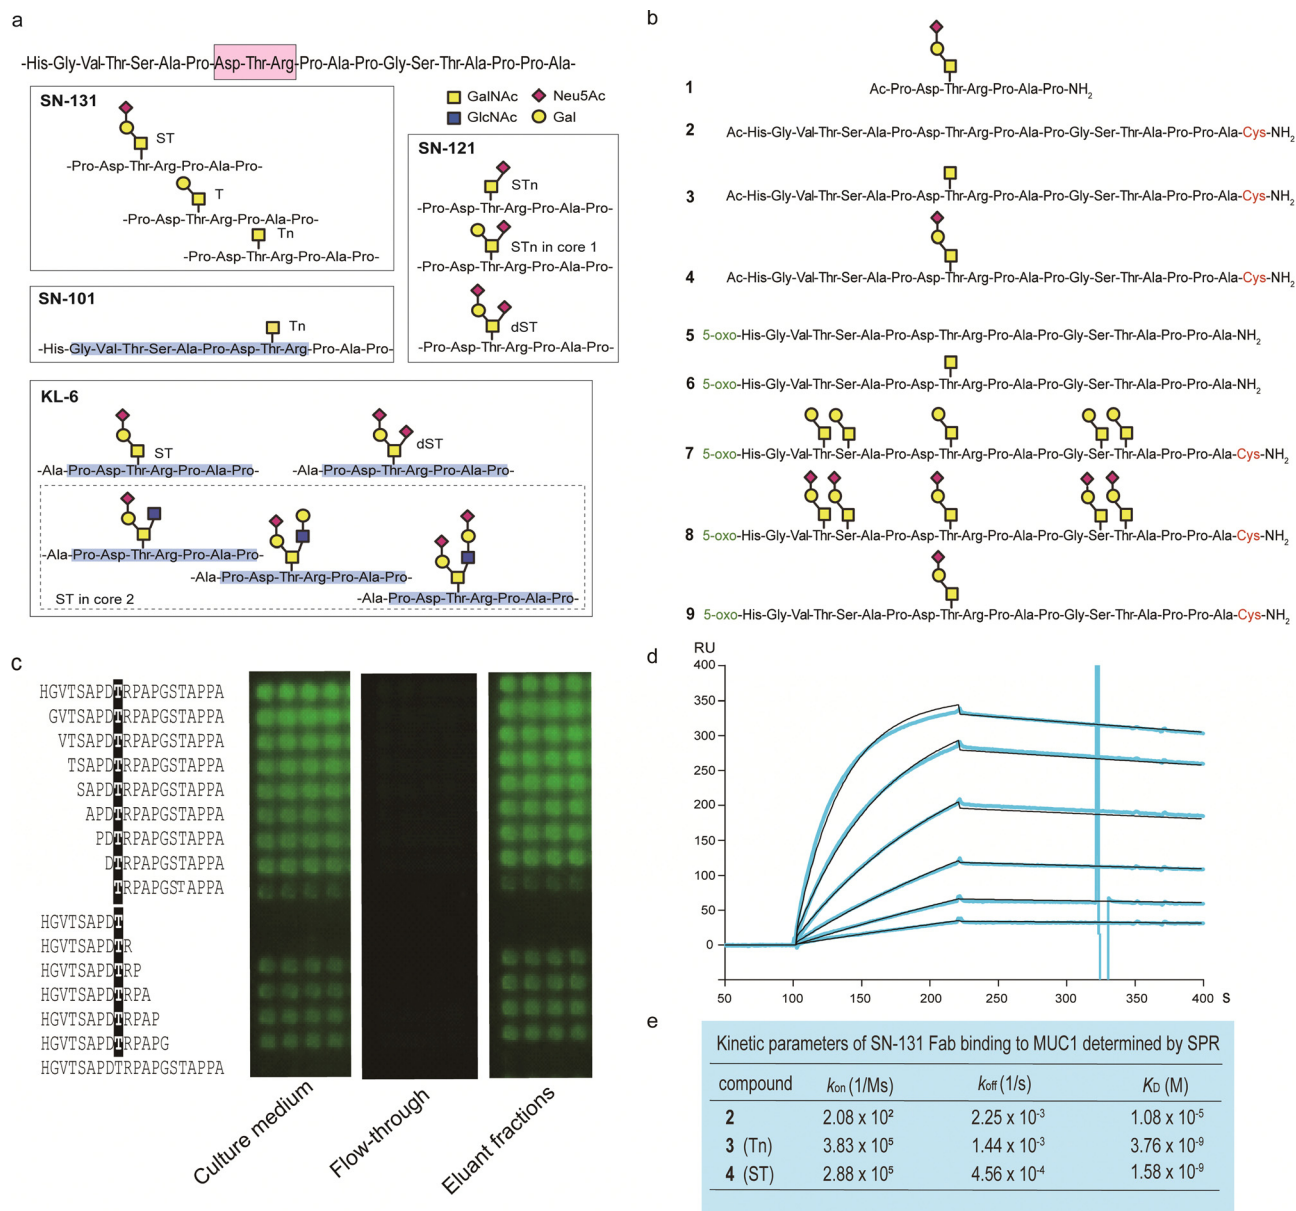 a
-His-Gly-Val-Thr-Ser-Ala-Pro-Asp-Thr-Arg-Pro-Ala-Pro-Gly-Ser-Thr-Ala-Pro-Pro-Ala-
SN-131
ST
-Pro-Asp-Thr-Arg-Pro-Ala-Pro-
T
-Pro-Asp-Thr-Arg-Pro-Ala-Pro-
Tn
-Pro-Asp-Thr-Arg-Pro-Ala-Pro-
GalNAc
Neu5Ac
GlcNAc
Gal
SN-121
STn
-Pro-Asp-Thr-Arg-Pro-Ala-Pro-
STn in core 1
-Pro-Asp-Thr-Arg-Pro-Ala-Pro-
dST
-Pro-Asp-Thr-Arg-Pro-Ala-Pro-
SN-101
Tn
-His-Gly-Val-Thr-Ser-Ala-Pro-Asp-Thr-Arg-Pro-Ala-Pro-
KL-6
ST
-Ala-Pro-Asp-Thr-Arg-Pro-Ala-Pro-
dST
-Ala-Pro-Asp-Thr-Arg-Pro-Ala-Pro-
-Ala-Pro-Asp-Thr-Arg-Pro-Ala-Pro-
-Ala-Pro-Asp-Thr-Arg-Pro-Ala-Pro-
-Ala-Pro-Asp-Thr-Arg-Pro-Ala-Pro-
ST in core 2
b
1 Ac-Pro-Asp-Thr-Arg-Pro-Ala-Pro-NH2
2 Ac-His-Gly-Val-Thr-Ser-Ala-Pro-Asp-Thr-Arg-Pro-Ala-Pro-Gly-Ser-Thr-Ala-Pro-Pro-Ala-Cys-NH2
3 Ac-His-Gly-Val-Thr-Ser-Ala-Pro-Asp-Thr-Arg-Pro-Ala-Pro-Gly-Ser-Thr-Ala-Pro-Pro-Ala-Cys-NH2
4 Ac-His-Gly-Val-Thr-Ser-Ala-Pro-Asp-Thr-Arg-Pro-Ala-Pro-Gly-Ser-Thr-Ala-Pro-Pro-Ala-Cys-NH2
5 5-oxo-His-Gly-Val-Thr-Ser-Ala-Pro-Asp-Thr-Arg-Pro-Ala-Pro-Gly-Ser-Thr-Ala-Pro-Pro-Ala-NH2
6 5-oxo-His-Gly-Val-Thr-Ser-Ala-Pro-Asp-Thr-Arg-Pro-Ala-Pro-Gly-Ser-Thr-Ala-Pro-Pro-Ala-NH2
7 5-oxo-His-Gly-Val-Thr-Ser-Ala-Pro-Asp-Thr-Arg-Pro-Ala-Pro-Gly-Ser-Thr-Ala-Pro-Pro-Ala-Cys-NH2
8 5-oxo-His-Gly-Val-Thr-Ser-Ala-Pro-Asp-Thr-Arg-Pro-Ala-Pro-Gly-Ser-Thr-Ala-Pro-Pro-Ala-Cys-NH2
9 5-oxo-His-Gly-Val-Thr-Ser-Ala-Pro-Asp-Thr-Arg-Pro-Ala-Pro-Gly-Ser-Thr-Ala-Pro-Pro-Ala-Cys-NH2
c
HGVTSAPDTRPAPGSTAPPA
GVTSAPDTRPAPGSTAPPA
VTSAPDTRPAPGSTAPPA
TSAPDTRPAPGSTAPPA
SAPDTRPAPGSTAPPA
APDTRPAPGSTAPPA
PDTRPAPGSTAPPA
DTRPAPGSTAPPA
TRPAPGSTAPPA
HGVTSAPDT
HGVTSAPDTR
HGVTSAPDTRP
HGVTSAPDTRPA
HGVTSAPDTRPAP
HGVTSAPDTRPAPG
HGVTSAPDTRPAPGSTAPPA
Culture medium
Flow-through
Eluant fractions
d
RU
400
350
300
250
200
150
100
50
0
50 100 150 200 250 300 350 400 S
e
Kinetic parameters of SN-131 Fab binding to MUC1 determined by SPR
compound kon (1/Ms) koff (1/s) KD (M)
2 2.08 x 10² 2.25 x 10⁻³ 1.08 x 10⁻⁵
3 (Tn) 3.83 x 10⁵ 1.44 x 10⁻³ 3.76 x 10⁻⁹
4 (ST) 2.88 x 10⁵ 4.56 x 10⁻⁴ 1.58 x 10⁻⁹